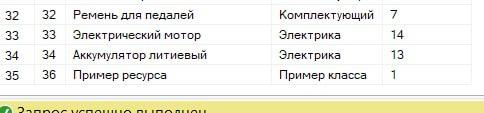 32 32 Ремень для педалей Комплектующий 7
33 33 Электрический мотор Электрика 14
34 34 Аккумулятор литиевый Электрика 13
35 36 Пример ресурса Пример класса 1
Запрос успешно выполнен